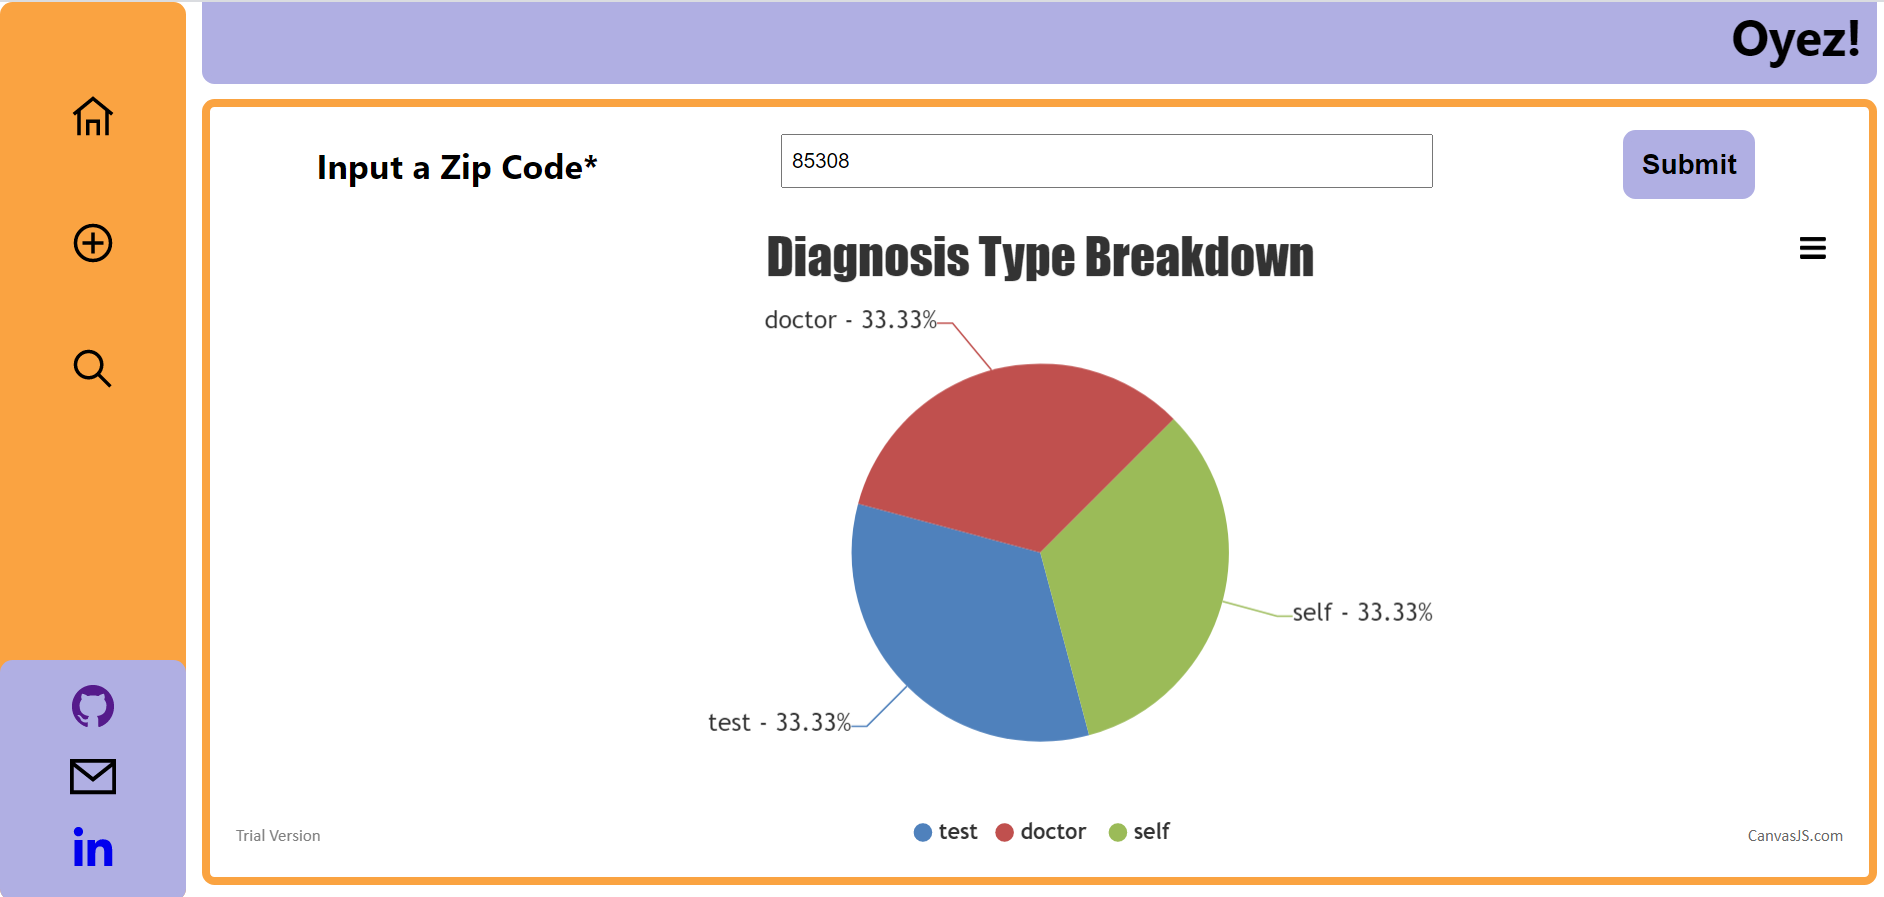 Oyez!
Input a Zip Code*
85308
Submit
Diagnosis Type Breakdown
doctor - 33.33%
self - 33.33%
test - 33.33%
test doctor self
Trial Version
CanvasJS.com
in